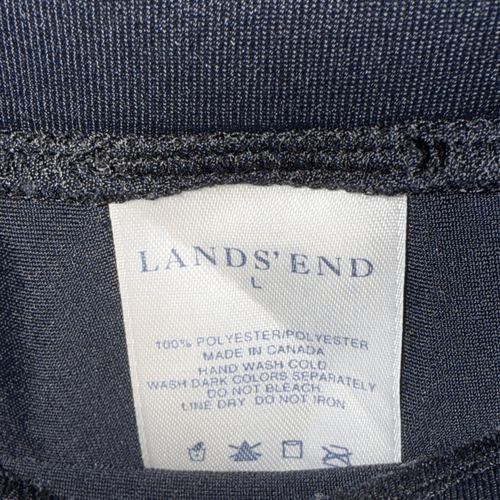 LANDS' END
L
100% POLYESTER/POLYESTER
MADE IN CANADA
HAND WASH COLD
WASH DARK COLORS SEPARATELY
DO NOT BLEACH
LINE DRY DO NOT IRON